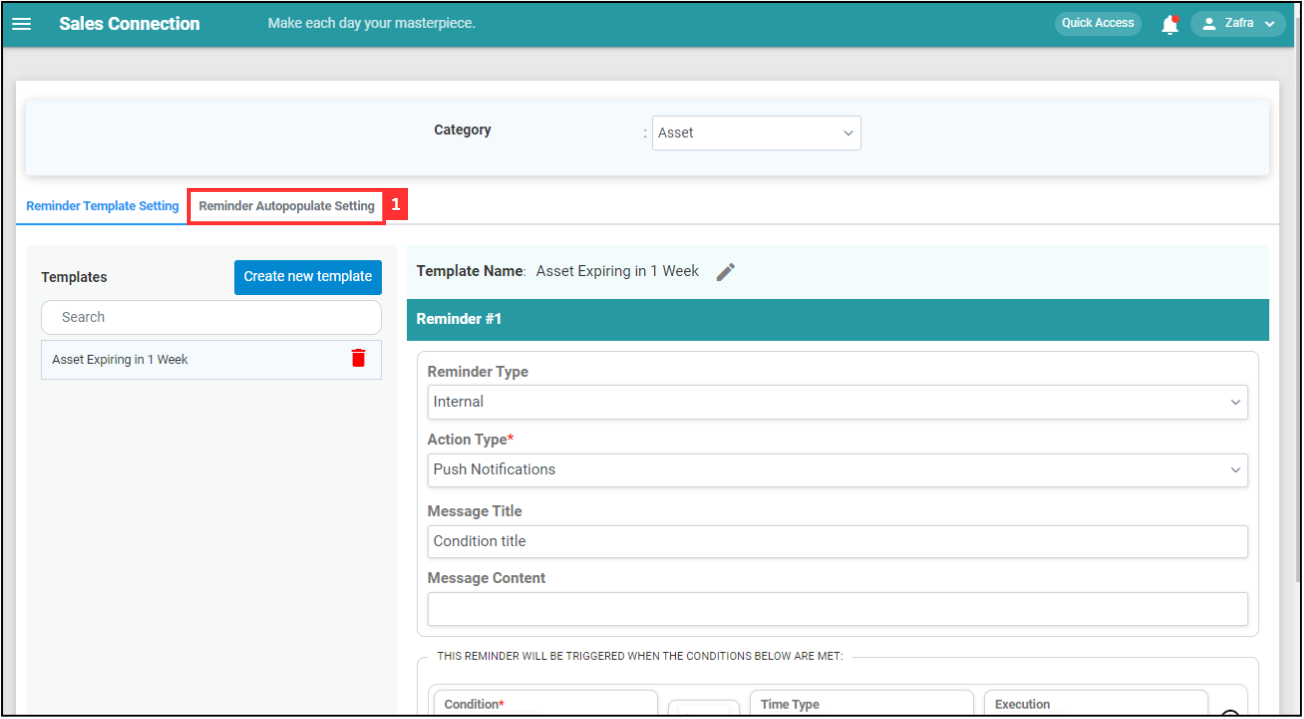 Sales Connection
Make each day your masterpiece.
Quick Access
Zafra
Category : Asset
Reminder Template Setting
Reminder Autopopulate Setting
1
Templates
Create new template
Search
Asset Expiring in 1 Week
Template Name: Asset Expiring in 1 Week
Reminder #1
Reminder Type
Internal
Action Type*
Push Notifications
Message Title
Condition title
Message Content
THIS REMINDER WILL BE TRIGGERED WHEN THE CONDITIONS BELOW ARE MET:
Condition*
Time Type
Execution